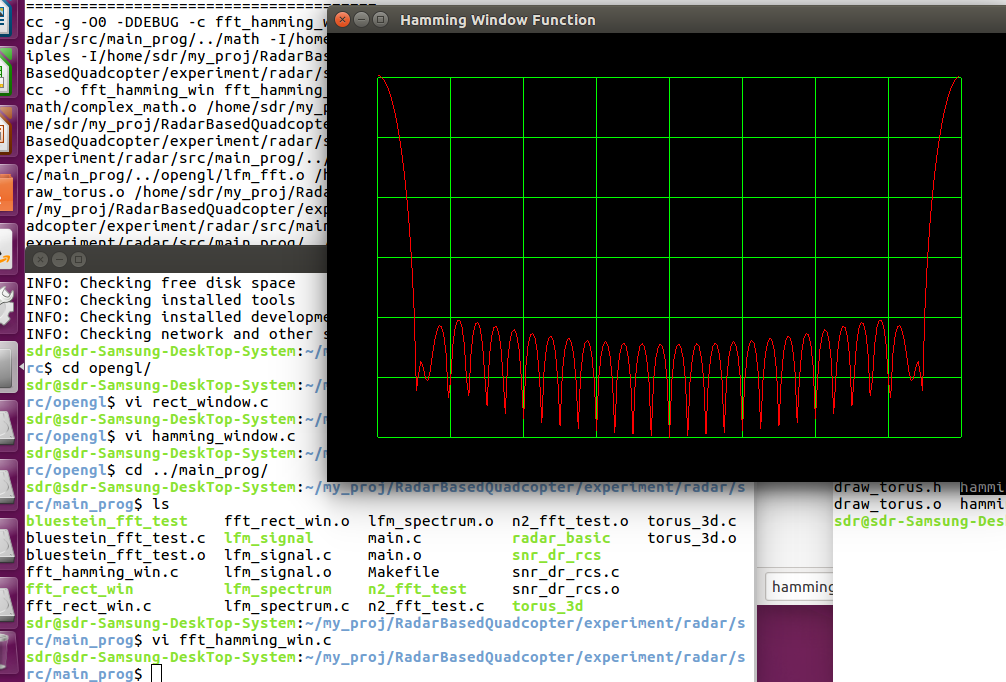 ================================
cc -g -O0 -DDEBUG -c fft_hamming_w
adar/src/main_prog/../math -I/home
iples -I/home/sdr/my_proj/RadarBas
BasedQuadcopter/experiment/radar/s
cc -o fft_hamming_win fft_hamming_
math/complex_math.o /home/sdr/my_p
me/sdr/my_proj/RadarBasedQuadcopte
BasedQuadcopter/experiment/radar/s
experiment/radar/src/main_prog/../
c/main_prog/../opengl/lfm_fft.o /h
raw_torus.o /home/sdr/my_proj/Rada
r/my_proj/RadarBasedQuadcopter/exp
adcopter/experiment/radar/src/main
experiment/radar/src/main_prog/
Hamming Window Function
INFO: Checking free disk space
INFO: Checking installed tools
INFO: Checking installed developme
INFO: Checking network and other s
sdr@sdr-Samsung-DeskTop-System:~/m
rc$ cd opengl/
sdr@sdr-Samsung-DeskTop-System:~/m
rc/opengl$ vi rect_window.c
sdr@sdr-Samsung-DeskTop-System:~/m
rc/opengl$ vi hamming_window.c
sdr@sdr-Samsung-DeskTop-System:~/m
rc/opengl$ cd ../main_prog/
sdr@sdr-Samsung-DeskTop-System:~/my_proj/RadarBasedQuadcopter/experiment/radar/s
rc/main_prog$ ls
bluestein_fft_test fft_rect_win.o lfm_spectrum.o n2_fft_test.o torus_3d.c
bluestein_fft_test.c lfm_signal main.c radar_basic torus_3d.o
bluestein_fft_test.o lfm_signal.c main.o snr_dr_rcs
fft_hamming_win.c lfm_signal.o Makefile snr_dr_rcs.c
fft_rect_win lfm_spectrum n2_fft_test snr_dr_rcs.o
fft_rect_win.c lfm_spectrum.c n2_fft_test.c torus_3d
sdr@sdr-Samsung-DeskTop-System:~/my_proj/RadarBasedQuadcopter/experiment/radar/s
rc/main_prog$ vi fft_hamming_win.c
sdr@sdr-Samsung-DeskTop-System:~/my_proj/RadarBasedQuadcopter/experiment/radar/s
rc/main_prog$
draw_torus.h hammi
draw_torus.o hammi
sdr@sdr-Samsung-Des
hamming